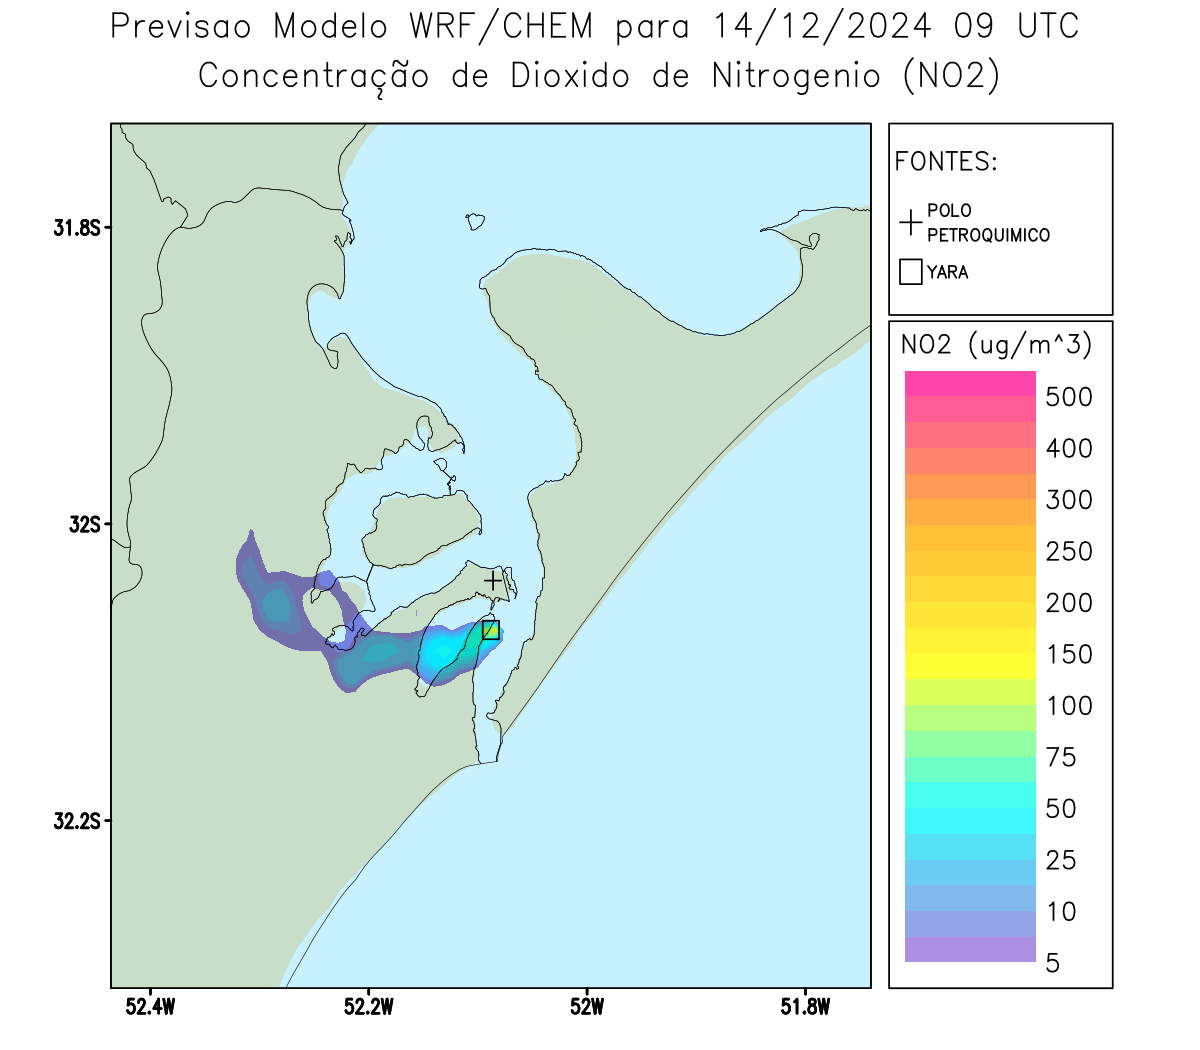 Previsao Modelo WRF/CHEM para 14/12/2024 09 UTC
Concentração de Dioxido de Nitrogenio (NO2)
FONTES:
POLO
PETROQUIMICO
YARA
NO2 (ug/m^3)
500
400
300
250
200
150
100
75
50
25
10
5
31.8S
32S
32.2S
52.4W
52.2W
52W
51.8W